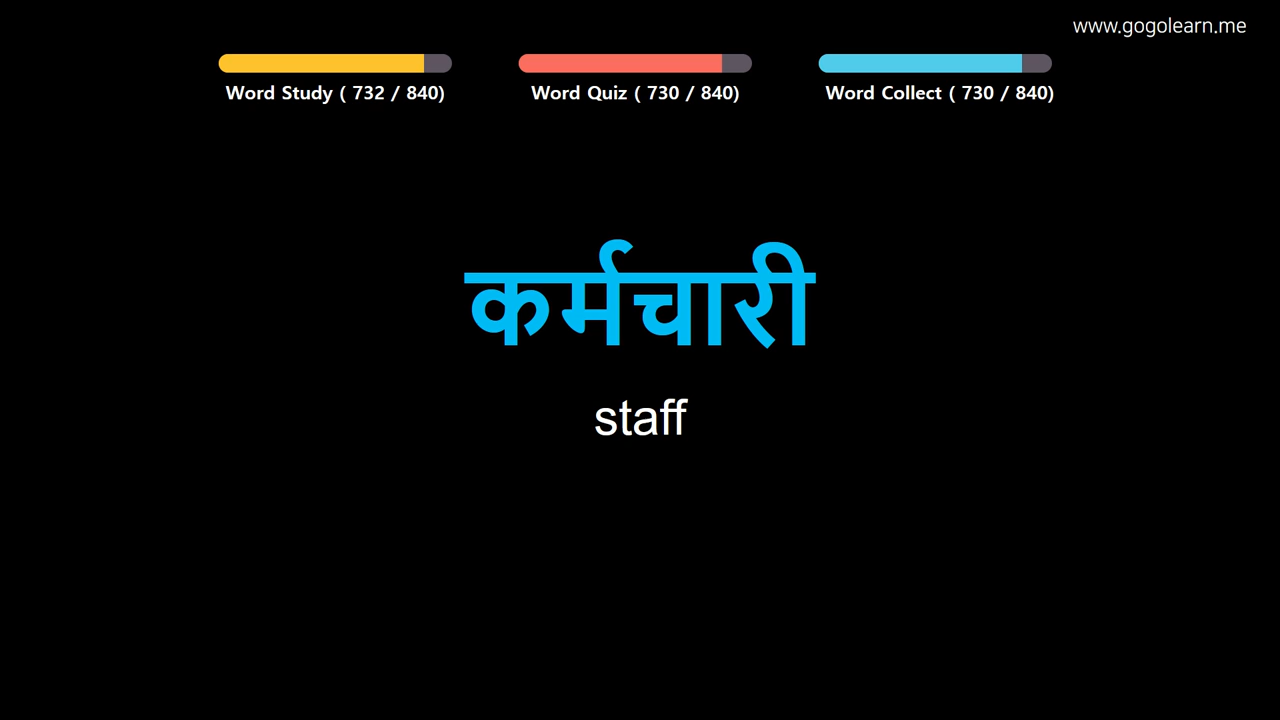 www.gogolearn.me
Word Study ( 732 / 840)
Word Quiz ( 730 / 840)
Word Collect ( 730 / 840)
कर्मचारी
staff